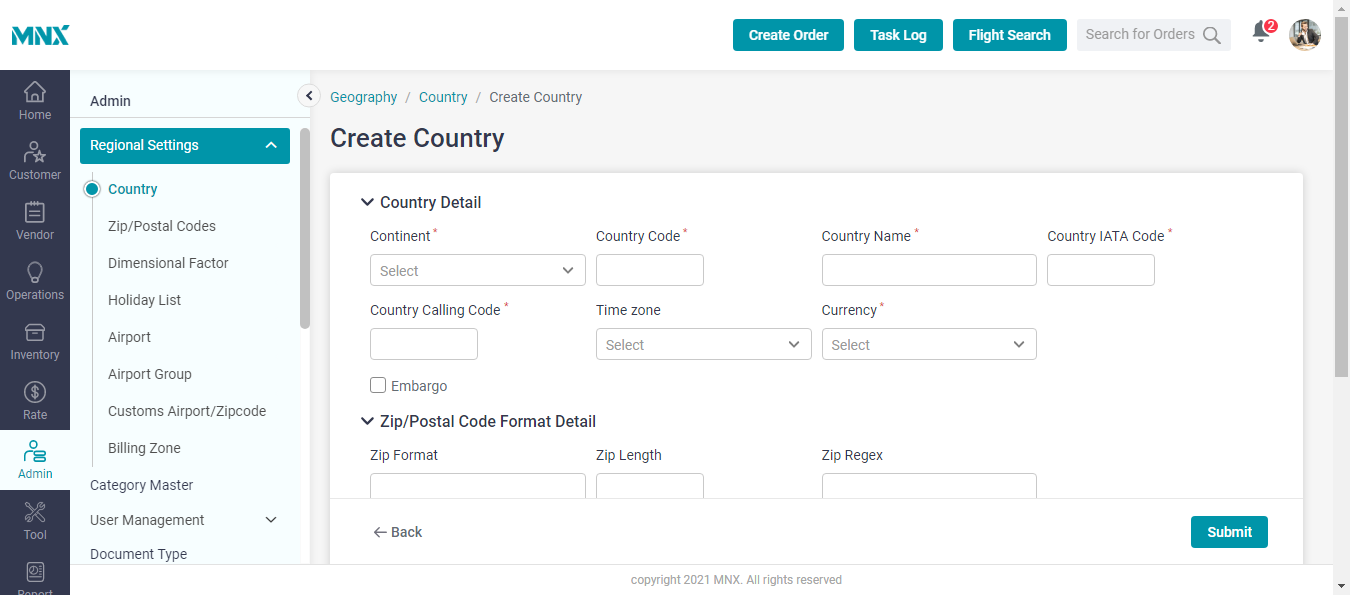 MNX
Create Order
Task Log
Flight Search
Search for Orders
2
Home
Customer
Vendor
Operations
Inventory
Rate
Admin
Tool
Report
Admin
Regional Settings
Country
Zip/Postal Codes
Dimensional Factor
Holiday List
Airport
Airport Group
Customs Airport/Zipcode
Billing Zone
Category Master
User Management
Document Type
Geography / Country / Create Country
Create Country
Country Detail
Continent * Country Code * Country Name * Country IATA Code *
Select
Country Calling Code * Time zone Currency *
Select Select
Embargo
Zip/Postal Code Format Detail
Zip Format Zip Length Zip Regex
Back
Submit
copyright 2021 MNX. All rights reserved